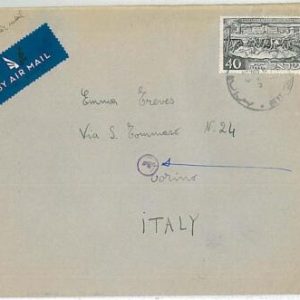 BY AIR MAIL
40
Emma Treves
Via S. Tommaso N. 24
Torino
ITALY